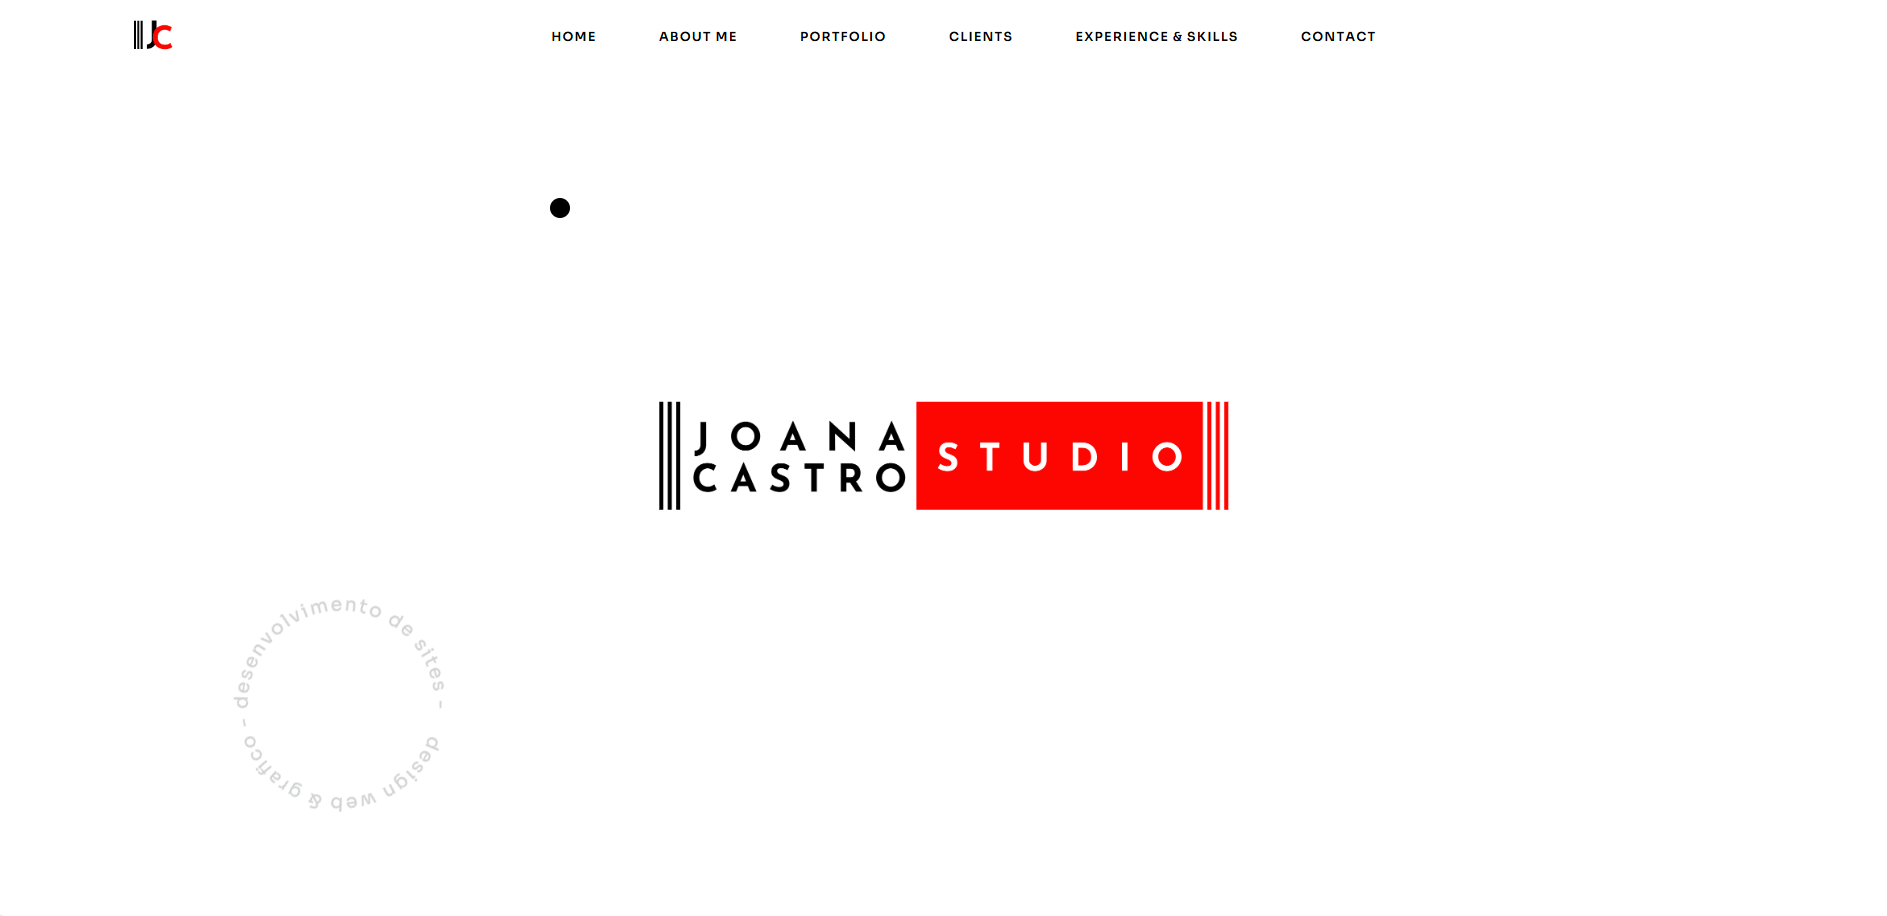 JC
HOME
ABOUT ME
PORTFOLIO
CLIENTS
EXPERIENCE & SKILLS
CONTACT
JOANA
CASTRO
STUDIO
desenvolvimento de sites -
design web & grafico -